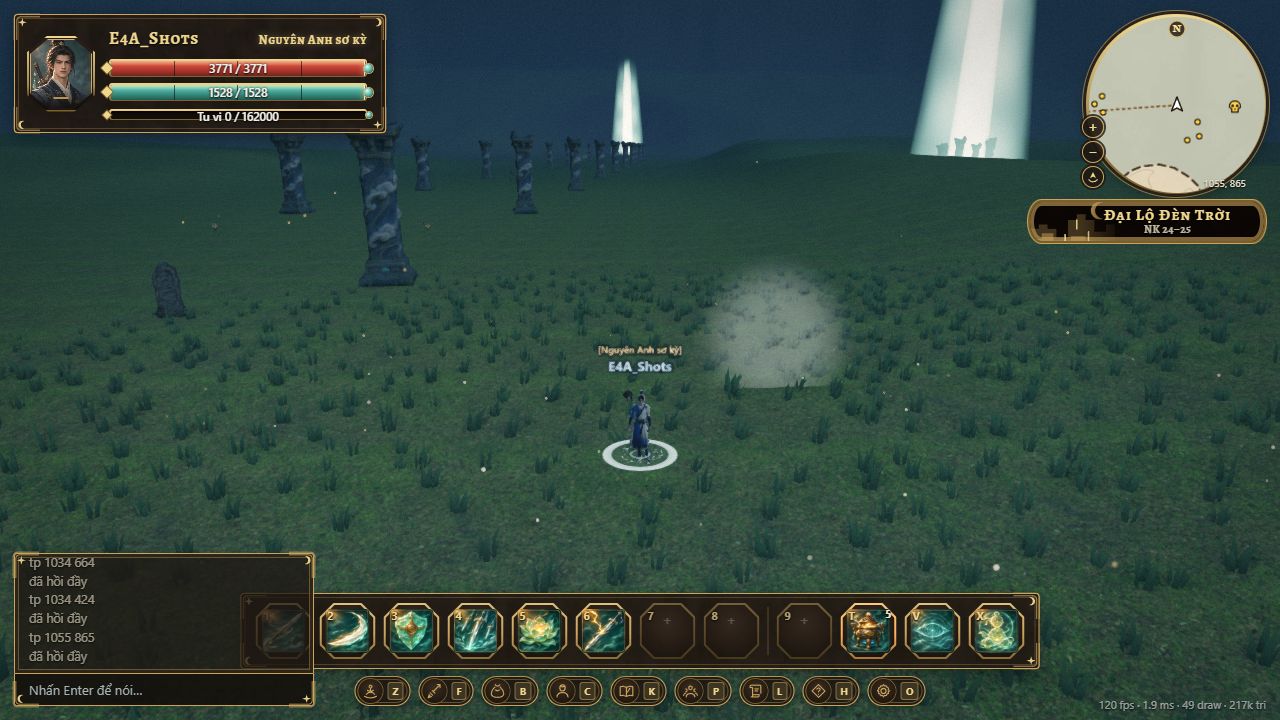 E4A_Shots
Nguyên Anh sơ kỳ
3771 / 3771
1528 / 1528
Tu vi 0 / 162000
N
+
−
1055, 865
Đại Lộ Đèn Trời
NK 24–25
[Nguyên Anh sơ kỳ]
E4A_Shots
tp 1034 664
đã hồi đầy
tp 1034 424
đã hồi đầy
tp 1055 865
đã hồi đầy
Nhấn Enter để nói...
1 2 3 4 5 6 7 8 9 T 5 V X
Z F B C K P L H O
120 fps · 1.9 ms · 49 draw · 217k tri